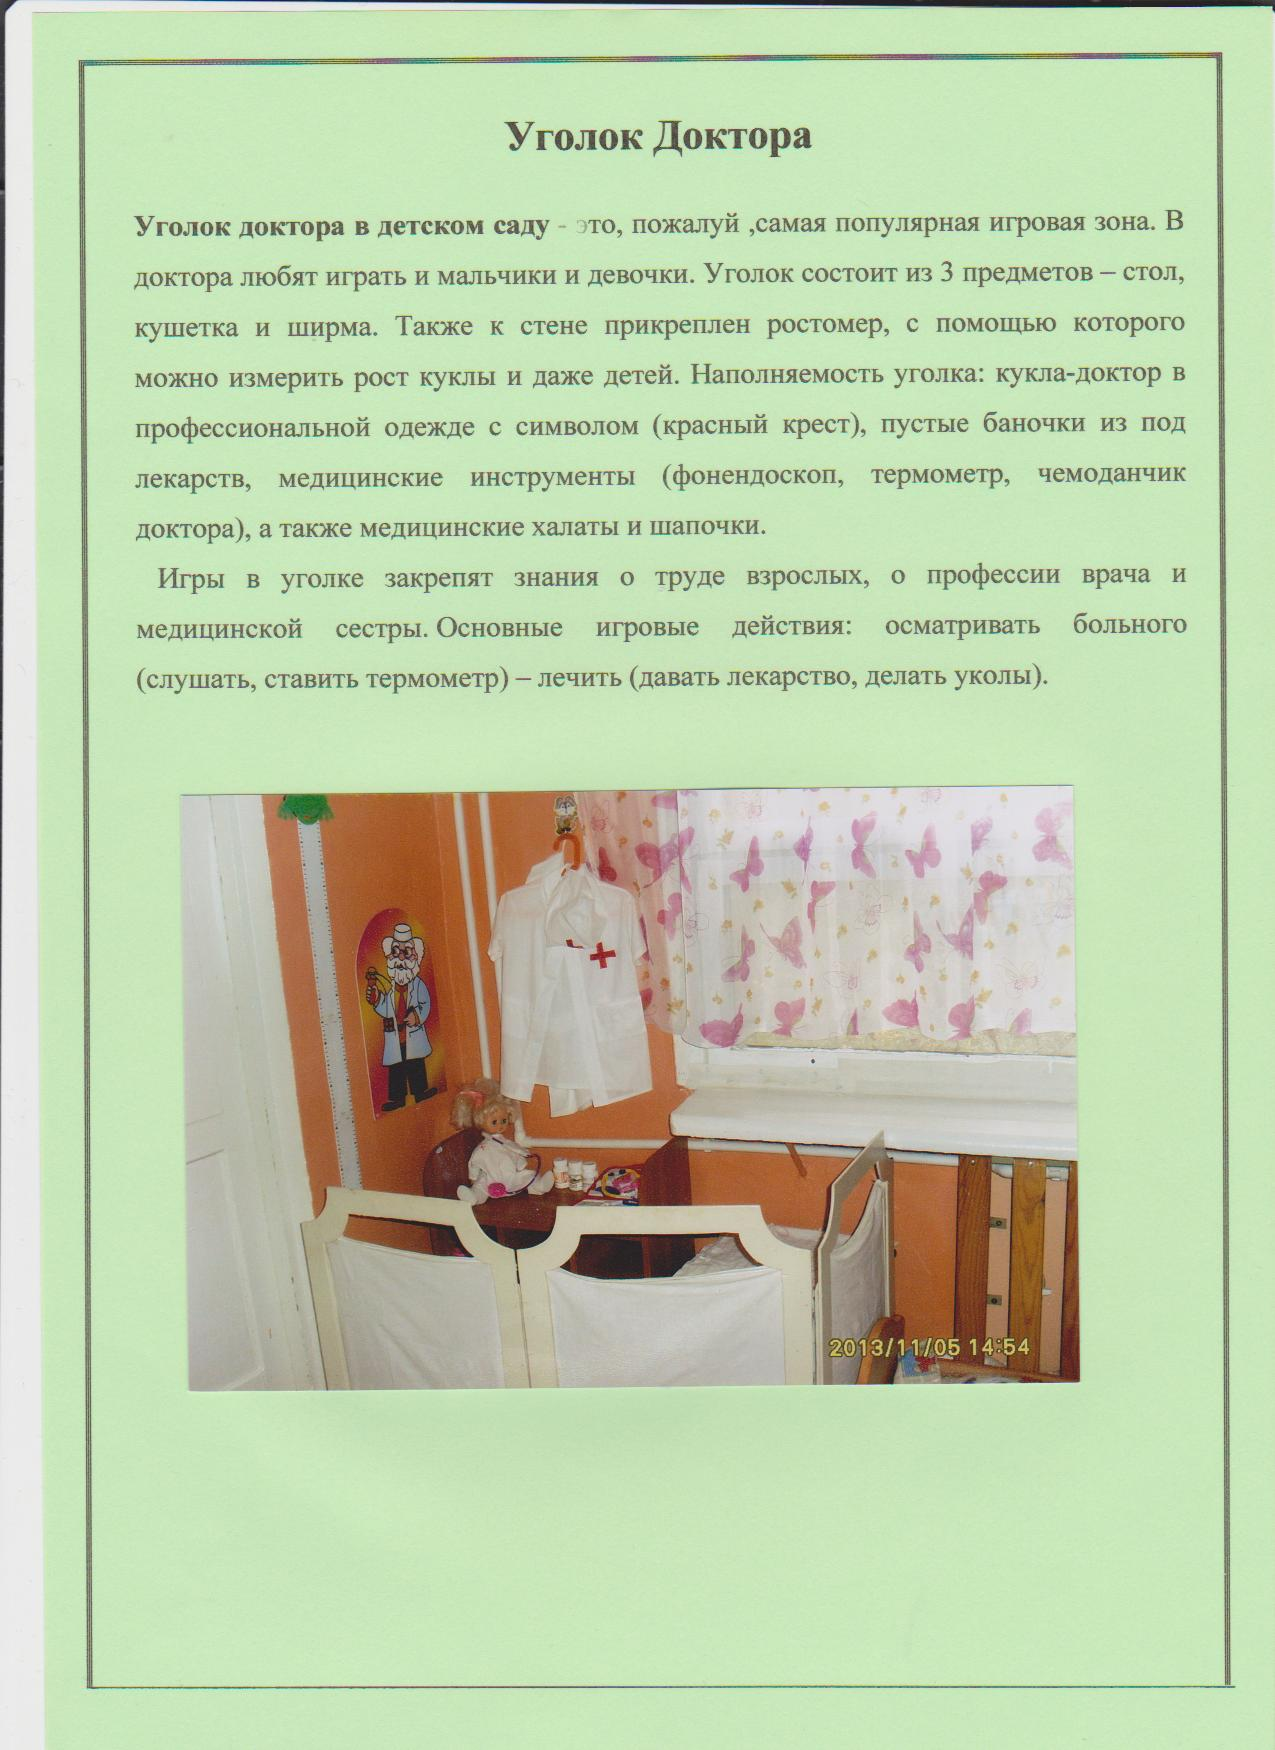 Уголок Доктора
Уголок доктора в детском саду - это, пожалуй ,самая популярная игровая зона. В
доктора любят играть и мальчики и девочки. Уголок состоит из 3 предметов – стол,
кушетка и ширма. Также к стене прикреплен ростомер, с помощью которого
можно измерить рост куклы и даже детей. Наполняемость уголка: кукла-доктор в
профессиональной одежде с символом (красный крест), пустые баночки из под
лекарств, медицинские инструменты (фонендоскоп, термометр, чемоданчик
доктора), а также медицинские халаты и шапочки.
Игры в уголке закрепят знания о труде взрослых, о профессии врача и
медицинской сестры. Основные игровые действия: осматривать больного
(слушать, ставить термометр) – лечить (давать лекарство, делать уколы).
2013/11/05 14:54